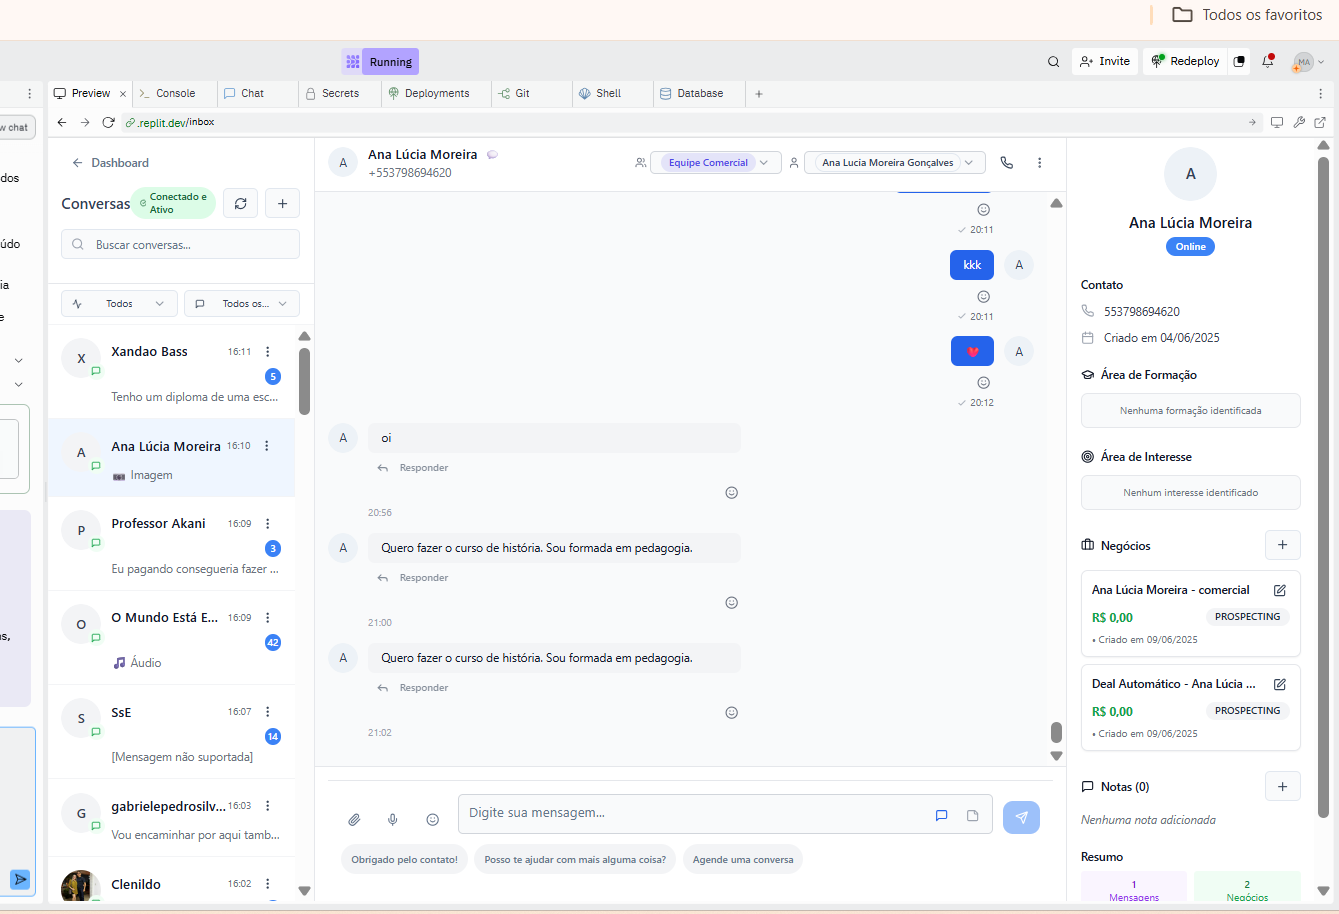 Todos os favoritos
Running
Invite
Redeploy
MA
Preview
Console
Chat
Secrets
Deployments
Git
Shell
Database
w chat
.replit.dev/inbox
dos
údo
ia
e
s,
Dashboard
Conversas
Conectado e
Ativo
Buscar conversas...
Todos
Todos os...
X
Xandao Bass
16:11
5
Tenho um diploma de uma esc...
A
Ana Lúcia Moreira
16:10
Imagem
P
Professor Akani
16:09
3
Eu pagando consegueria fazer ...
O
O Mundo Está E...
16:09
42
Áudio
S
SsE
16:07
14
[Mensagem não suportada]
G
gabrielepedrosilv...
16:03
Vou encaminhar por aqui tamb...
Clenildo
16:02
A
Ana Lúcia Moreira
+553798694620
Equipe Comercial
Ana Lucia Moreira Gonçalves
20:11
kkk
A
20:11
A
20:12
A
oi
Responder
20:56
A
Quero fazer o curso de história. Sou formada em pedagogia.
Responder
21:00
A
Quero fazer o curso de história. Sou formada em pedagogia.
Responder
21:02
Digite sua mensagem...
Obrigado pelo contato!
Posso te ajudar com mais alguma coisa?
Agende uma conversa
A
Ana Lúcia Moreira
Online
Contato
553798694620
Criado em 04/06/2025
Área de Formação
Nenhuma formação identificada
Área de Interesse
Nenhum interesse identificado
Negócios
Ana Lúcia Moreira - comercial
R$ 0,00
PROSPECTING
• Criado em 09/06/2025
Deal Automático - Ana Lúcia ...
R$ 0,00
PROSPECTING
• Criado em 09/06/2025
Notas (0)
Nenhuma nota adicionada
Resumo
1
Mensagens
2
Negócios